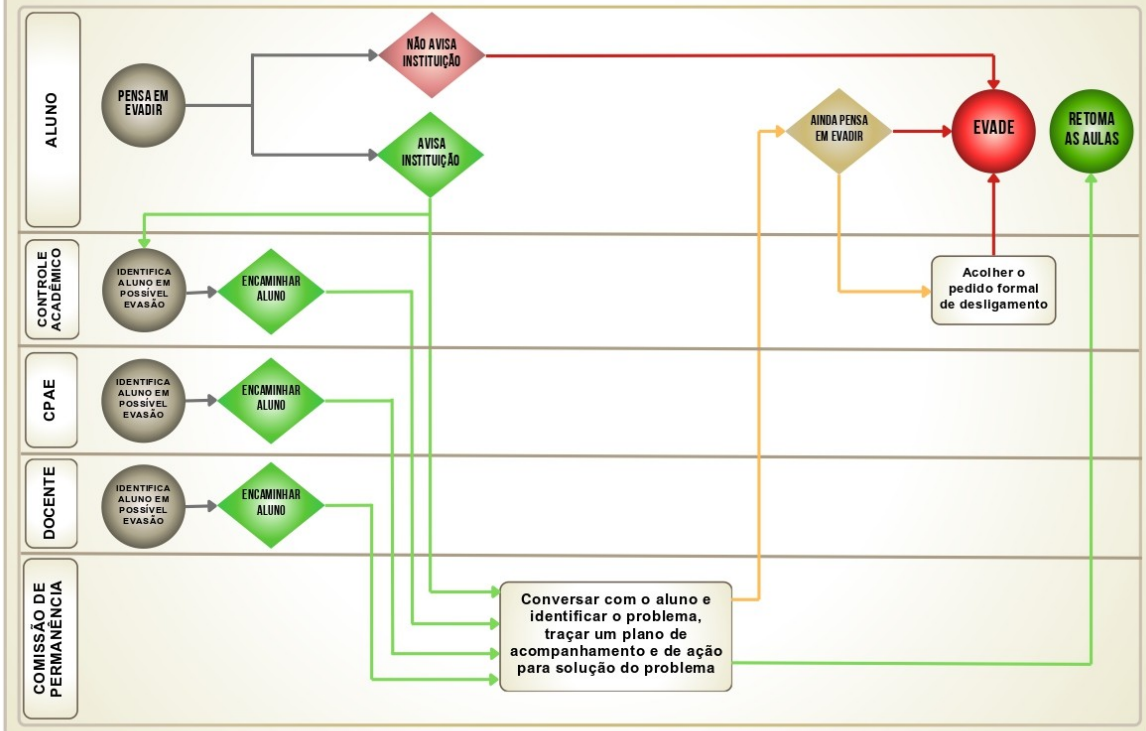 ALUNO
PENSA EM
EVADIR
NÃO AVISA
INSTITUIÇÃO
AVISA
INSTITUIÇÃO
AINDA PENSA
EM EVADIR
EVADE
RETOMA
AS AULAS
CONTROLE
ACADÊMICO
IDENTIFICA
ALUNO EM
POSSÍVEL
EVASÃO
ENCAMINHAR
ALUNO
Acolher o
pedido formal
de desligamento
CPAE
IDENTIFICA
ALUNO EM
POSSÍVEL
EVASÃO
ENCAMINHAR
ALUNO
DOCENTE
IDENTIFICA
ALUNO EM
POSSÍVEL
EVASÃO
ENCAMINHAR
ALUNO
COMISSÃO DE
PERMANÊNCIA
Conversar com o aluno e
identificar o problema,
traçar um plano de
acompanhamento e de ação
para solução do problema